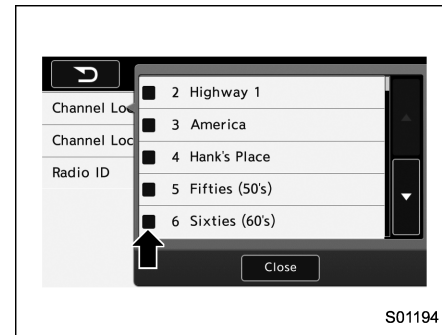 Channel Loc
Channel Loc
Radio ID
2 Highway 1
3 America
4 Hank's Place
5 Fifties (50's)
6 Sixties (60's)
Close
S01194